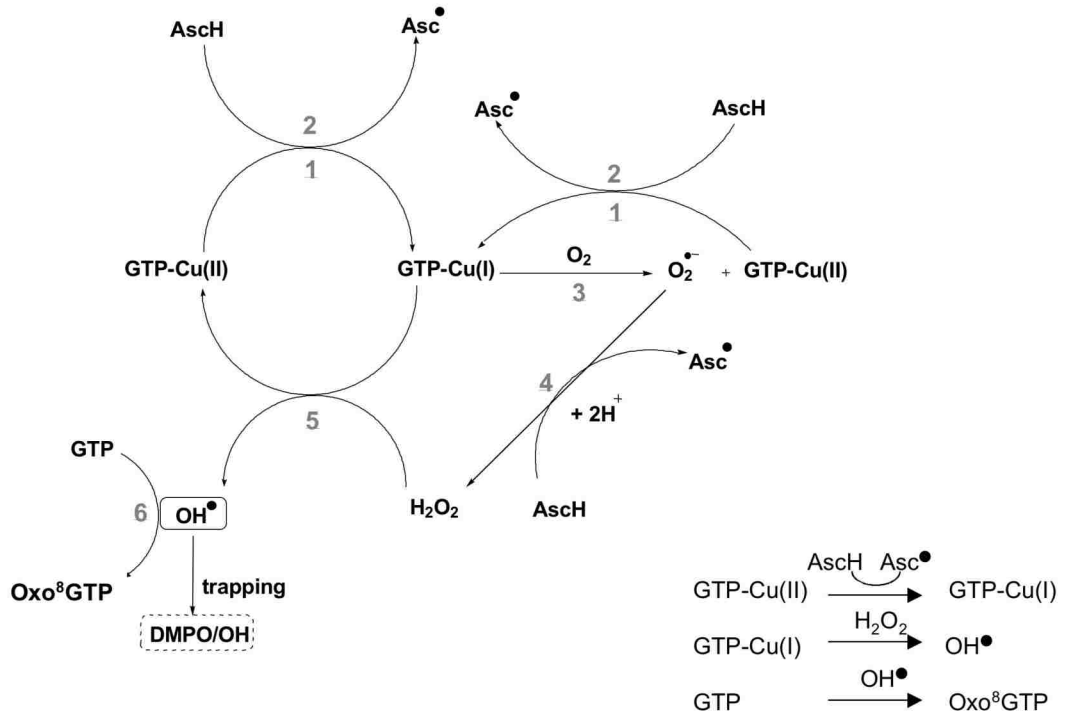 AscH Asc●
Asc● AscH
2
1
2
1
GTP-Cu(II) GTP-Cu(I) O₂ O₂●– + GTP-Cu(II)
3
Asc●
4
+ 2H⁺
5
GTP
6 OH● H₂O₂ AscH
Oxo⁸GTP trapping
DMPO/OH
AscH Asc●
GTP-Cu(II) GTP-Cu(I)
H₂O₂
GTP-Cu(I) OH●
OH●
GTP Oxo⁸GTP